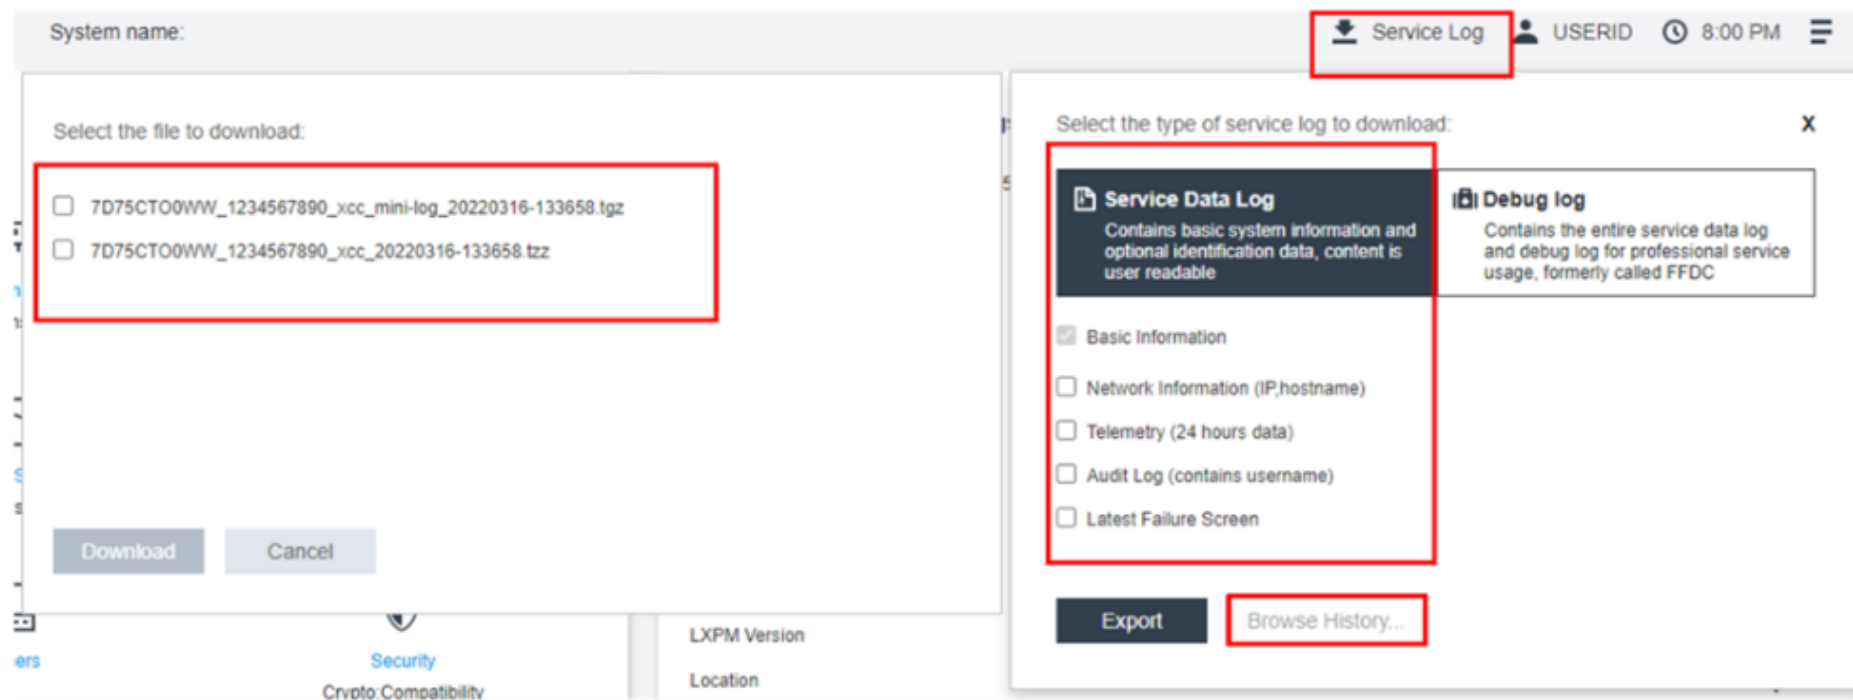 System name:
Service Log
USERID
8:00 PM
Select the file to download:
7D75CTO0WW_1234567890_xcc_mini-log_20220316-133658.tgz
7D75CTO0WW_1234567890_xcc_20220316-133658.tzz
Download
Cancel
Security
Crypto:Compatibility
LXPM Version
Location
Select the type of service log to download:
X
Service Data Log
Contains basic system information and
optional identification data, content is
user readable
Debug log
Contains the entire service data log
and debug log for professional service
usage, formerly called FFDC
Basic Information
Network Information (IP,hostname)
Telemetry (24 hours data)
Audit Log (contains username)
Latest Failure Screen
Export
Browse History...